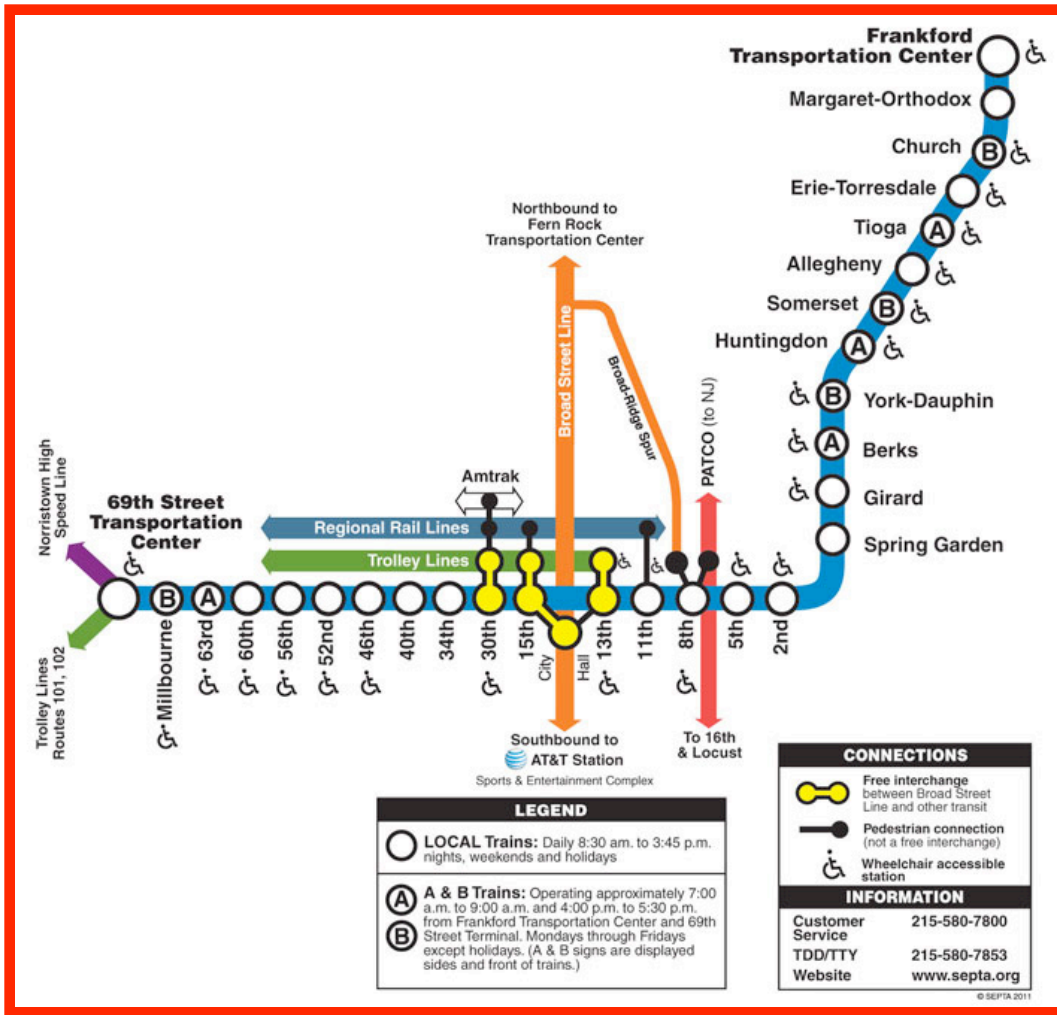 Frankford
Transportation Center
Margaret-Orthodox
Church
B
Erie-Torresdale
Tioga
A
Allegheny
Somerset
B
Huntingdon
A
B
York-Dauphin
A
Berks
Girard
Spring Garden
Northbound to
Fern Rock
Transportation Center
Broad Street Line
Broad-Ridge Spur
PATCO (to NJ)
Amtrak
Regional Rail Lines
Trolley Lines
Norristown High
Speed Line
69th Street
Transportation
Center
Trolley Lines
Routes 101, 102
B
A
Millbourne
63rd
60th
56th
52nd
46th
40th
34th
30th
15th
City
Hall
13th
11th
8th
5th
2nd
Southbound to
AT&T Station
Sports & Entertainment Complex
To 16th
& Locust
LEGEND
LOCAL Trains: Daily 8:30 am. to 3:45 p.m.
nights, weekends and holidays
A
B
A & B Trains: Operating approximately 7:00
a.m. to 9:00 a.m. and 4:00 p.m. to 5:30 p.m.
from Frankford Transportation Center and 69th
Street Terminal. Mondays through Fridays
except holidays. (A & B signs are displayed
sides and front of trains.)
CONNECTIONS
Free interchange
between Broad Street
Line and other transit
Pedestrian connection
(not a free interchange)
Wheelchair accessible
station
INFORMATION
Customer Service 215-580-7800
TDD/TTY 215-580-7853
Website www.septa.org
© SEPTA 2011